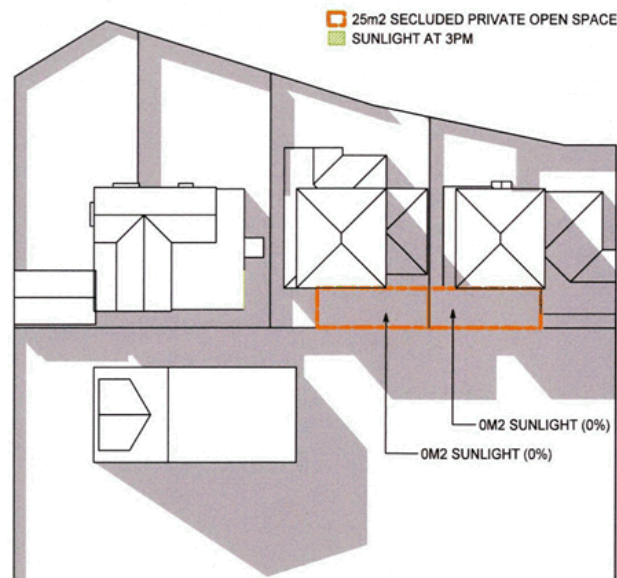 25m2 SECLUDED PRIVATE OPEN SPACE
SUNLIGHT AT 3PM
0M2 SUNLIGHT (0%)
0M2 SUNLIGHT (0%)